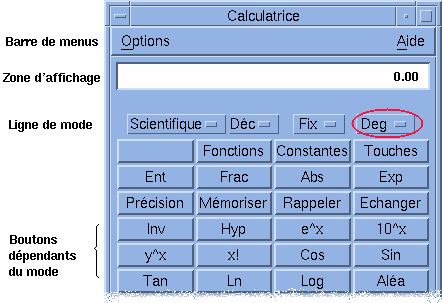 Calculatrice
Barre de menus Options Aide
Zone d'affichage 0.00
Ligne de mode Scientifique Déc Fix Deg
Fonctions Constantes Touches
Ent Frac Abs Exp
Précision Mémoriser Rappeler Echanger
Inv Hyp e^x 10^x
Boutons
dépendants
du mode
y^x x! Cos Sin
Tan Ln Log Aléa